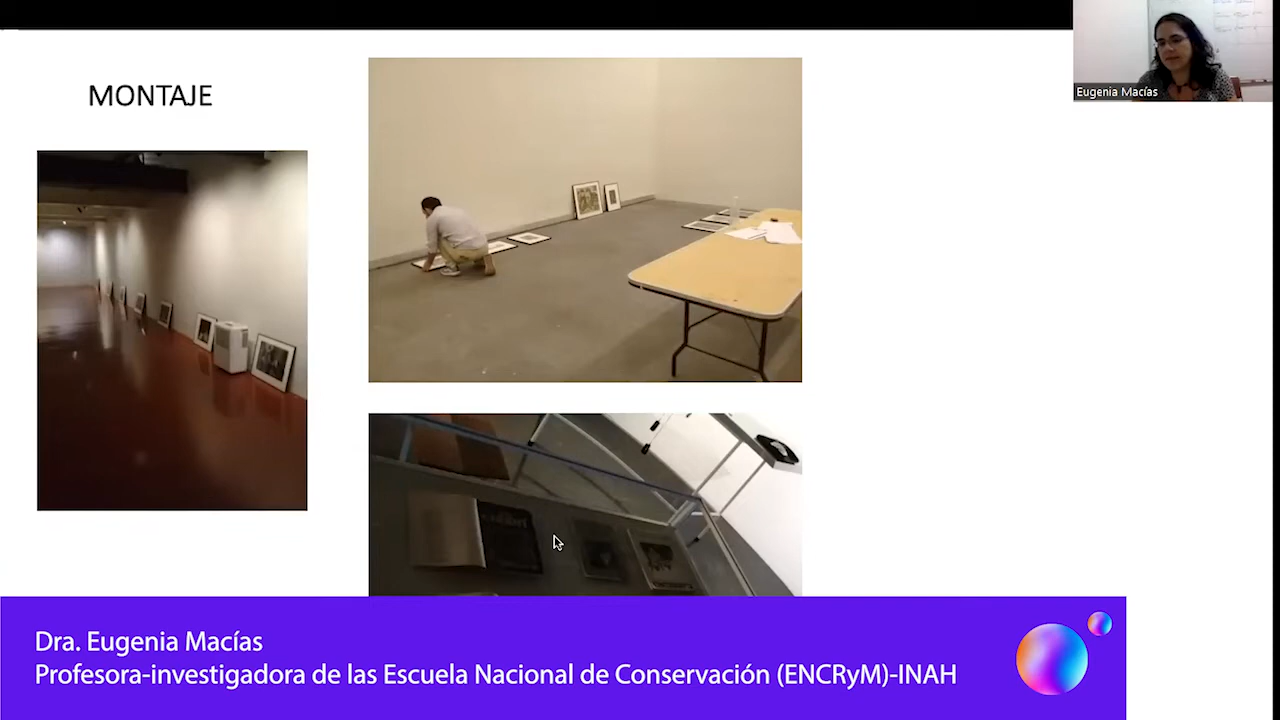 MONTAJE
Eugenia Macías
Dra. Eugenia Macías
Profesora-investigadora de las Escuela Nacional de Conservación (ENCRyM)-INAH